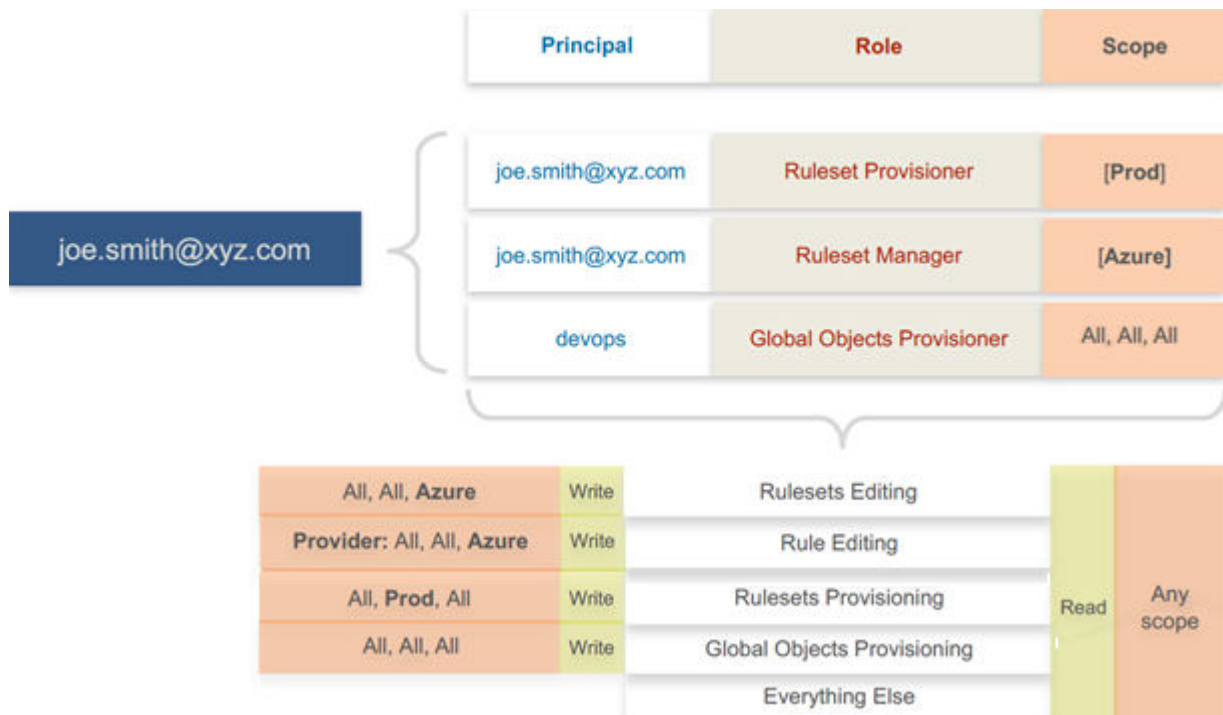 Principal Role Scope
joe.smith@xyz.com Ruleset Provisioner [Prod]
joe.smith@xyz.com
joe.smith@xyz.com Ruleset Manager [Azure]
devops Global Objects Provisioner All, All, All
All, All, Azure Write Rulesets Editing
Provider: All, All, Azure Write Rule Editing
All, Prod, All Write Rulesets Provisioning
Read Any
scope
All, All, All Write Global Objects Provisioning
Everything Else